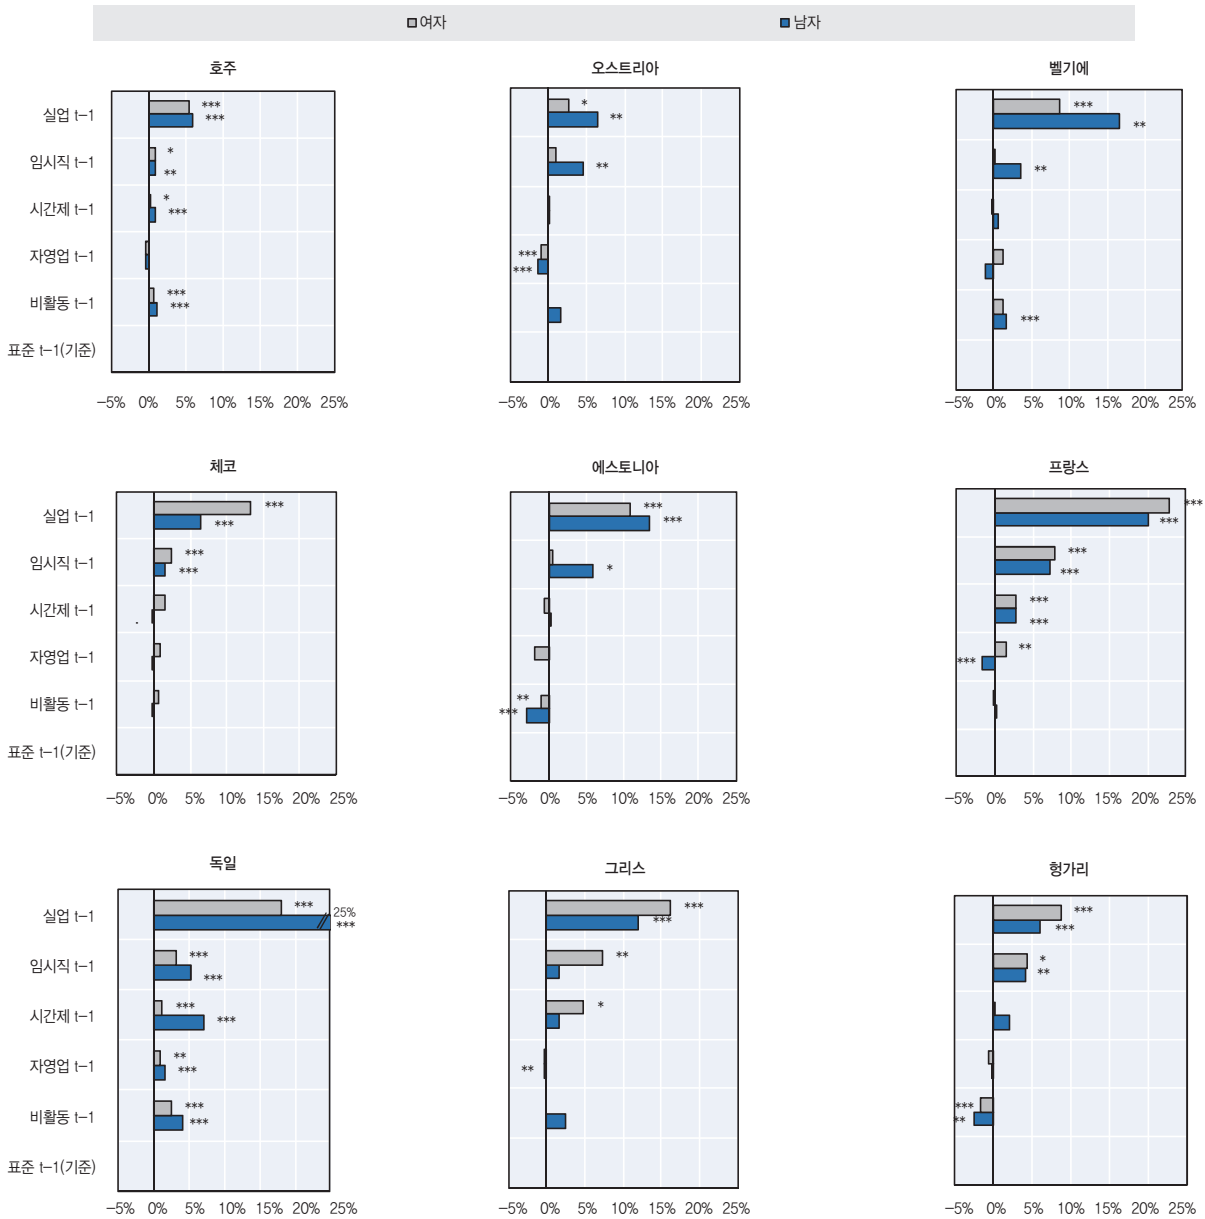 여자 남자
호주 오스트리아 벨기에
실업 t-1 *** *** * ** *** **
임시직 t-1 * ** ** **
시간제 t-1 * ***
자영업 t-1 *** ***
비활동 t-1 *** *** ***
표준 t-1(기준)
-5% 0% 5% 10% 15% 20% 25% -5% 0% 5% 10% 15% 20% 25% -5% 0% 5% 10% 15% 20% 25%
체코 에스토니아 프랑스
실업 t-1 *** *** *** *** *** ***
임시직 t-1 *** *** * *** ***
시간제 t-1 . *** ***
자영업 t-1 ** ***
비활동 t-1 ** ***
표준 t-1(기준)
-5% 0% 5% 10% 15% 20% 25% -5% 0% 5% 10% 15% 20% 25% -5% 0% 5% 10% 15% 20% 25%
독일 그리스 헝가리
실업 t-1 *** 25% *** *** *** *** ***
임시직 t-1 *** *** ** * **
시간제 t-1 *** *** *
자영업 t-1 ** *** **
비활동 t-1 *** *** *** **
표준 t-1(기준)
-5% 0% 5% 10% 15% 20% 25% -5% 0% 5% 10% 15% 20% 25% -5% 0% 5% 10% 15% 20% 25%